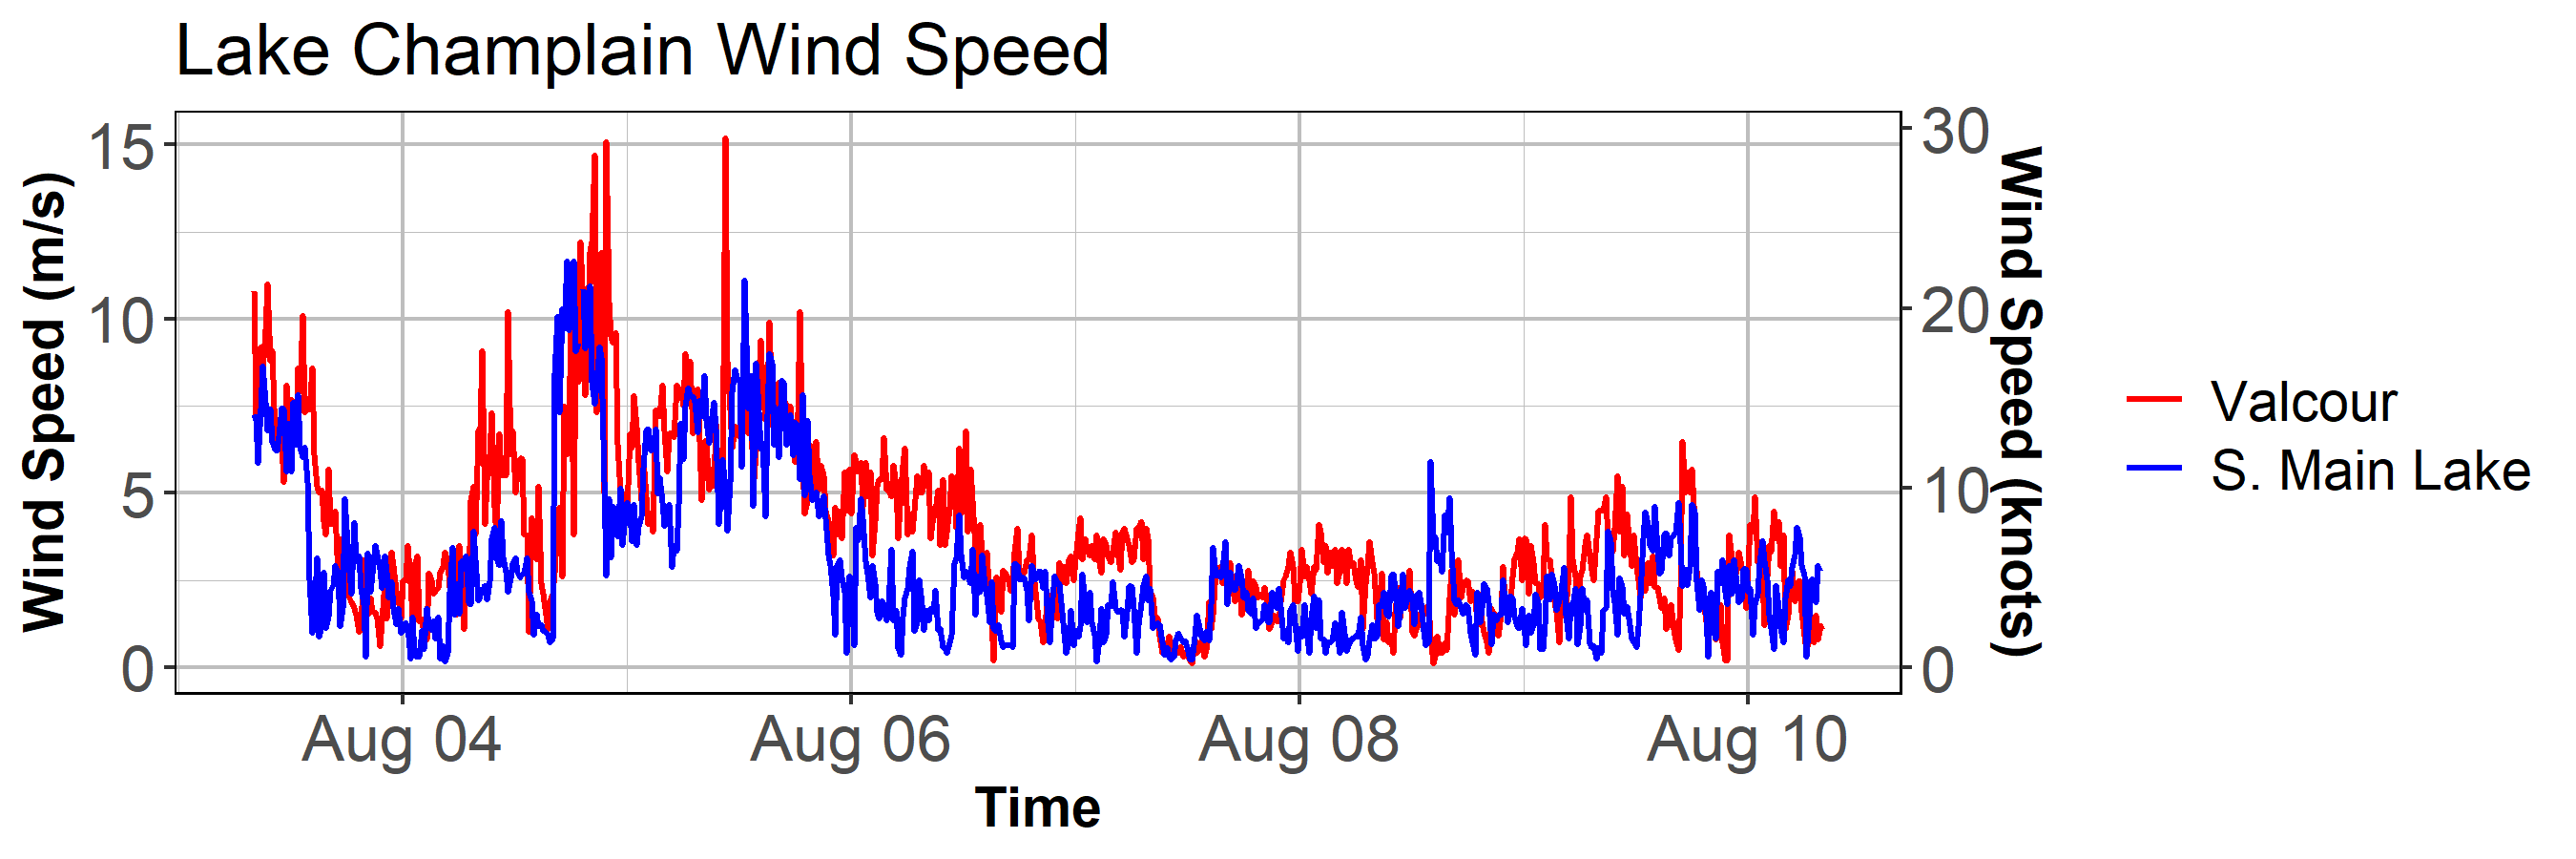 Lake Champlain Wind Speed
Wind Speed (m/s)
15
10
5
0
30
20
10
0
Wind Speed (knots)
Aug 04
Aug 06
Aug 08
Aug 10
Time
Valcour
S. Main Lake